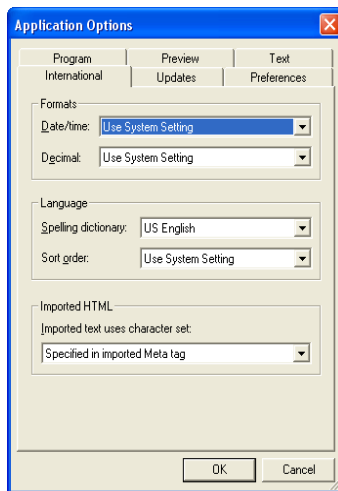 Application Options
Program Preview Text
International Updates Preferences
Formats
Date/time: Use System Setting
Decimal: Use System Setting
Language
Spelling dictionary: US English
Sort order: Use System Setting
Imported HTML
Imported text uses character set:
Specified in imported Meta tag
OK Cancel